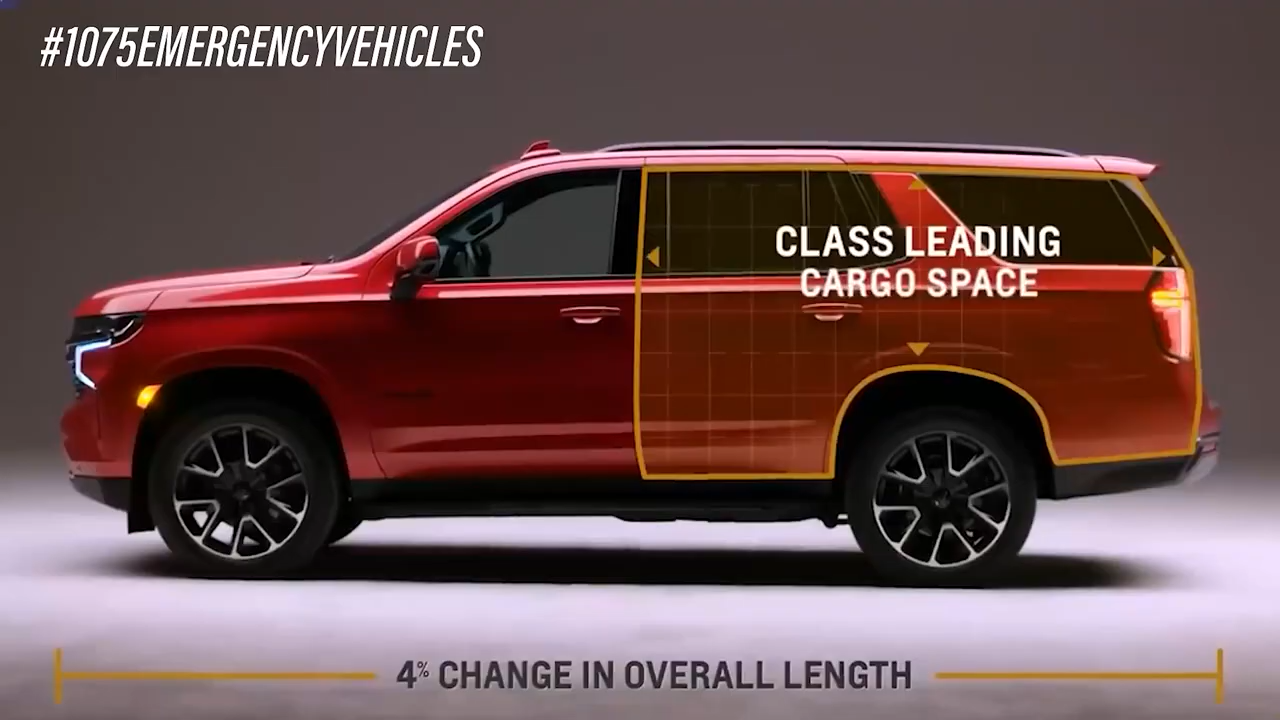 #1075EMERGENCYVEHICLES
CLASS LEADING
CARGO SPACE
4% CHANGE IN OVERALL LENGTH